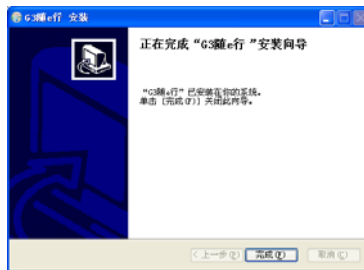 G3随e行 安装
正在完成“G3随e行 ”安装向导
“G3随e行”已安装在你的系统。
单击 [完成(F)] 关闭此向导。
< 上一步(P) 完成(F) 取消(C)